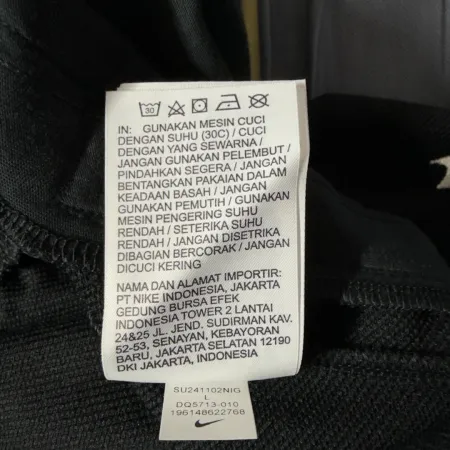 30
IN: GUNAKAN MESIN CUCI
DENGAN SUHU (30C) / CUCI
DENGAN YANG SEWARNA /
JANGAN GUNAKAN PELEMBUT /
PINDAHKAN SEGERA / JANGAN
BENTANGKAN PAKAIAN DALAM
KEADAAN BASAH / JANGAN
GUNAKAN PEMUTIH / GUNAKAN
MESIN PENGERING SUHU
RENDAH / SETERIKA SUHU
RENDAH / JANGAN DISETRIKA
DIBAGIAN BERCORAK / JANGAN
DICUCI KERING
NAMA DAN ALAMAT IMPORTIR:
PT NIKE INDONESIA, JAKARTA
GEDUNG BURSA EFEK
INDONESIA TOWER 2 LANTAI
24&25 JL. JEND. SUDIRMAN KAV.
52-53, SENAYAN, KEBAYORAN
BARU, JAKARTA SELATAN 12190
DKI JAKARTA, INDONESIA
SU241102NIG
L
DQ5713-010
196148622768